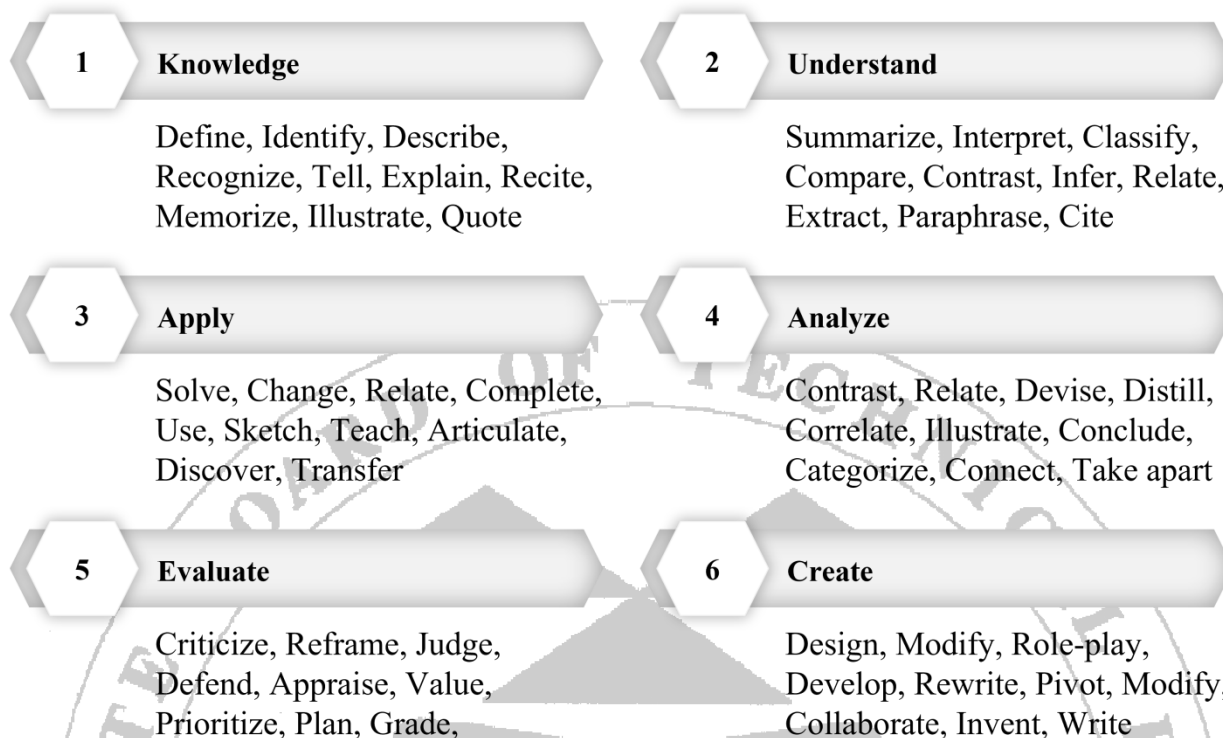 1 Knowledge
Define, Identify, Describe,
Recognize, Tell, Explain, Recite,
Memorize, Illustrate, Quote
2 Understand
Summarize, Interpret, Classify,
Compare, Contrast, Infer, Relate,
Extract, Paraphrase, Cite
3 Apply
Solve, Change, Relate, Complete,
Use, Sketch, Teach, Articulate,
Discover, Transfer
4 Analyze
Contrast, Relate, Devise, Distill,
Correlate, Illustrate, Conclude,
Categorize, Connect, Take apart
5 Evaluate
Criticize, Reframe, Judge,
Defend, Appraise, Value,
Prioritize, Plan, Grade,
6 Create
Design, Modify, Role-play,
Develop, Rewrite, Pivot, Modify,
Collaborate, Invent, Write
BOARD OF